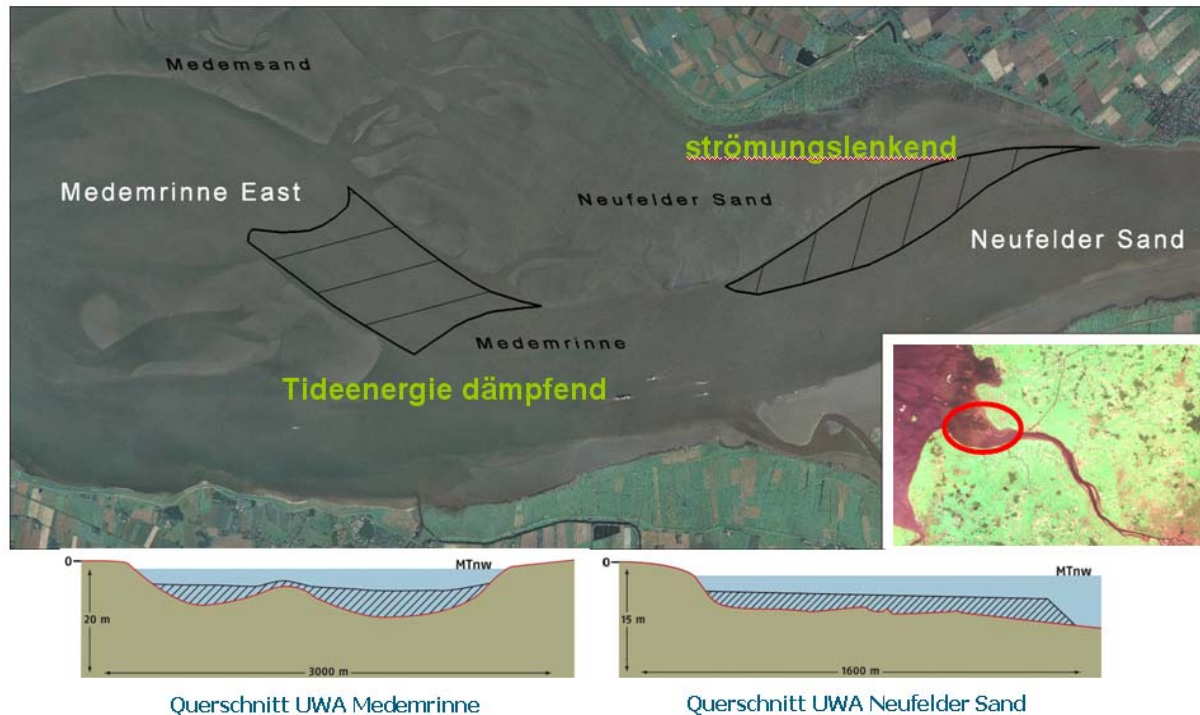 Medemsand
strömungslenkend
Medemrinne East
Neufelder Sand
Neufelder Sand
Medemrinne
Tideenergie dämpfend
0
MTnw
20 m
3000 m
Querschnitt UWA Medemrinne
0
MTnw
15 m
1600 m
Querschnitt UWA Neufelder Sand